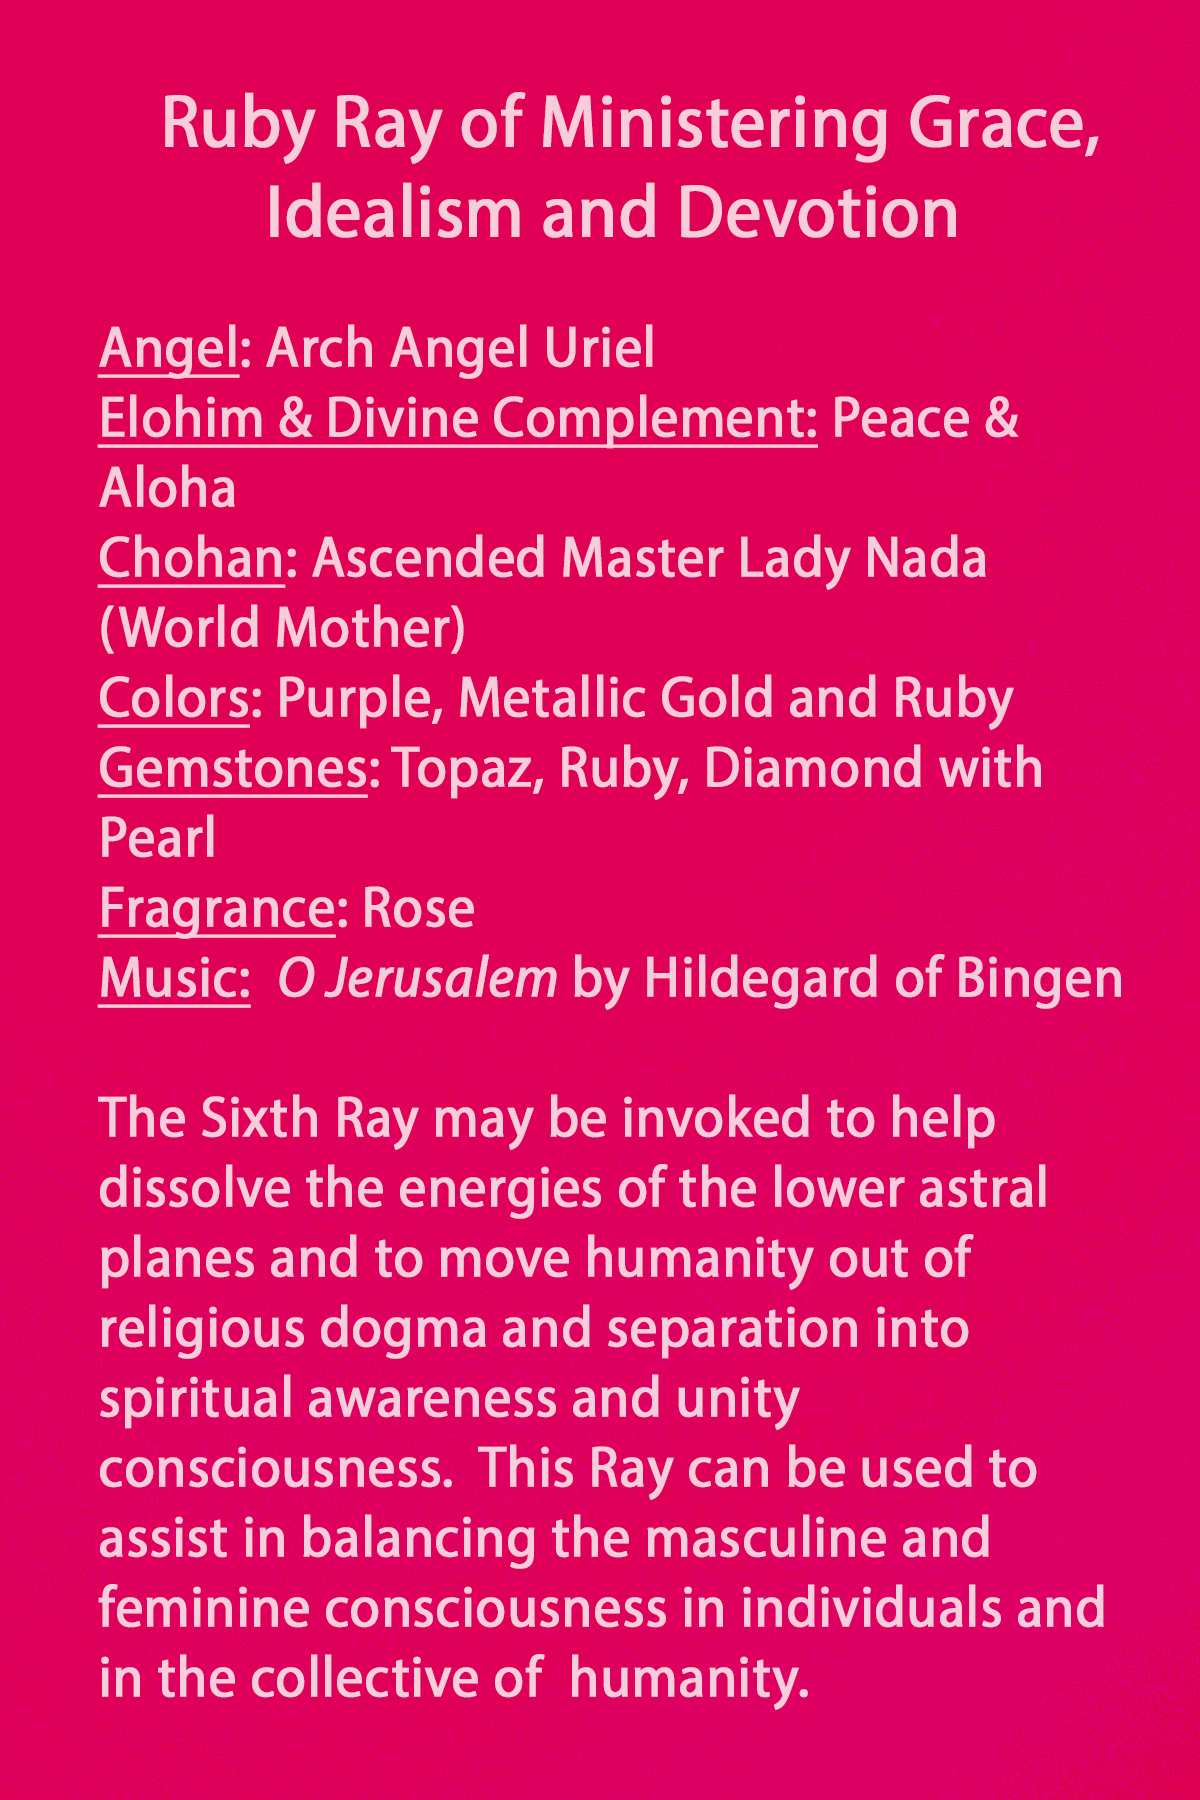 Ruby Ray of Ministering Grace,
Idealism and Devotion
Angel: Arch Angel Uriel
Elohim & Divine Complement: Peace &
Aloha
Chohan: Ascended Master Lady Nada
(World Mother)
Colors: Purple, Metallic Gold and Ruby
Gemstones: Topaz, Ruby, Diamond with
Pearl
Fragrance: Rose
Music:  O Jerusalem by Hildegard of Bingen
The Sixth Ray may be invoked to help
dissolve the energies of the lower astral
planes and to move humanity out of
religious dogma and separation into
spiritual awareness and unity
consciousness.  This Ray can be used to
assist in balancing the masculine and
feminine consciousness in individuals and
in the collective of  humanity.